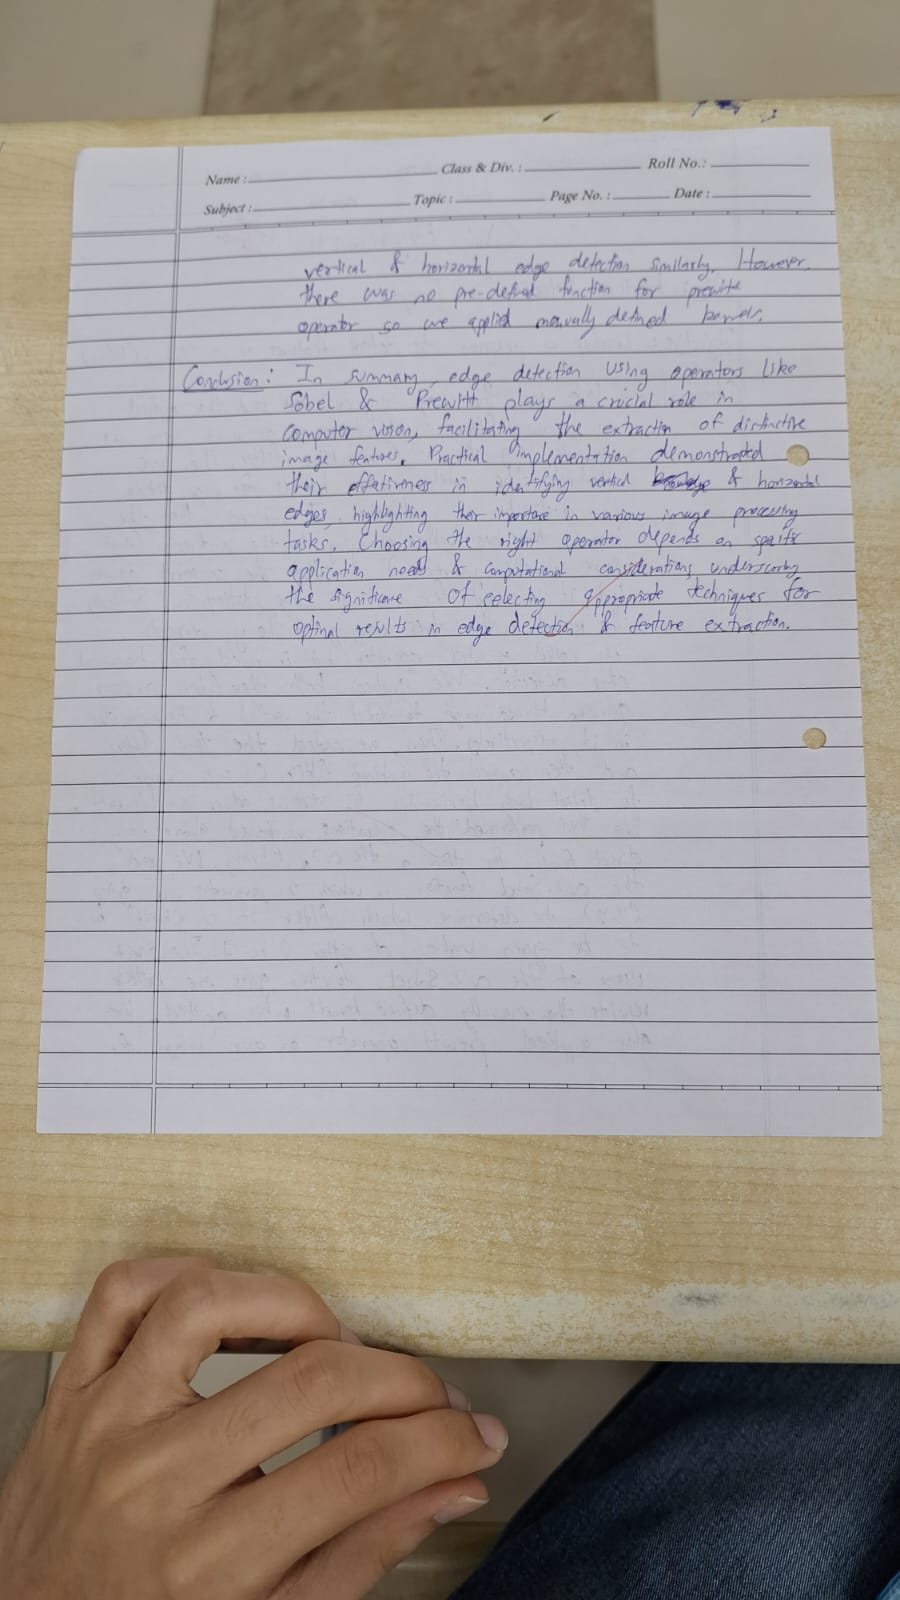 Name : Class & Div. : Roll No.:
Subject : Topic : Page No. : Date :
vertical & horizontal edge detection similarly. However,
there was no pre-defined function for prewitt
operator so we applied manually defined kernels.
Conclusion : In summary, edge detection using operators like
Sobel & Prewitt plays a crucial role in
computer vision, facilitating the extraction of distinctive
image features. Practical implementation demonstrated
their effectiveness in identifying vertical & horizontal
edges, highlighting their importance in various image processing
tasks. Choosing the right operator depends on specific
application needs & computational considerations, underscoring
the significance of selecting appropriate techniques for
optimal results in edge detection & feature extraction.